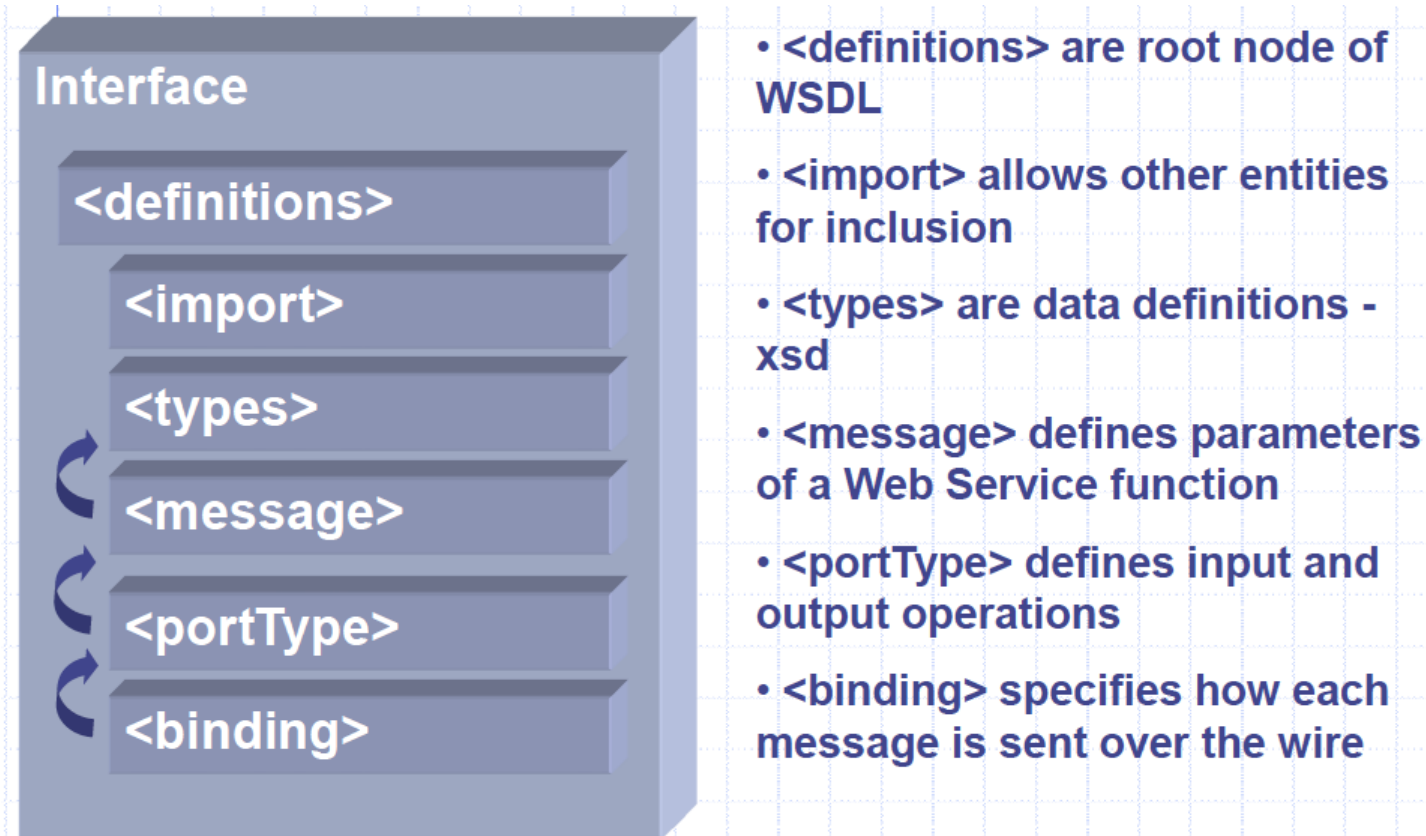 Interface
<definitions>
<import>
<types>
<message>
<portType>
<binding>
• <definitions> are root node of
WSDL
• <import> allows other entities
for inclusion
• <types> are data definitions -
xsd
• <message> defines parameters
of a Web Service function
• <portType> defines input and
output operations
• <binding> specifies how each
message is sent over the wire